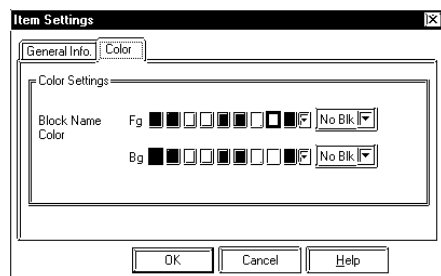 Item Settings
General Info. Color
Color Settings
Block Name
Color
Fg No Blk
Bg No Blk
OK Cancel Help